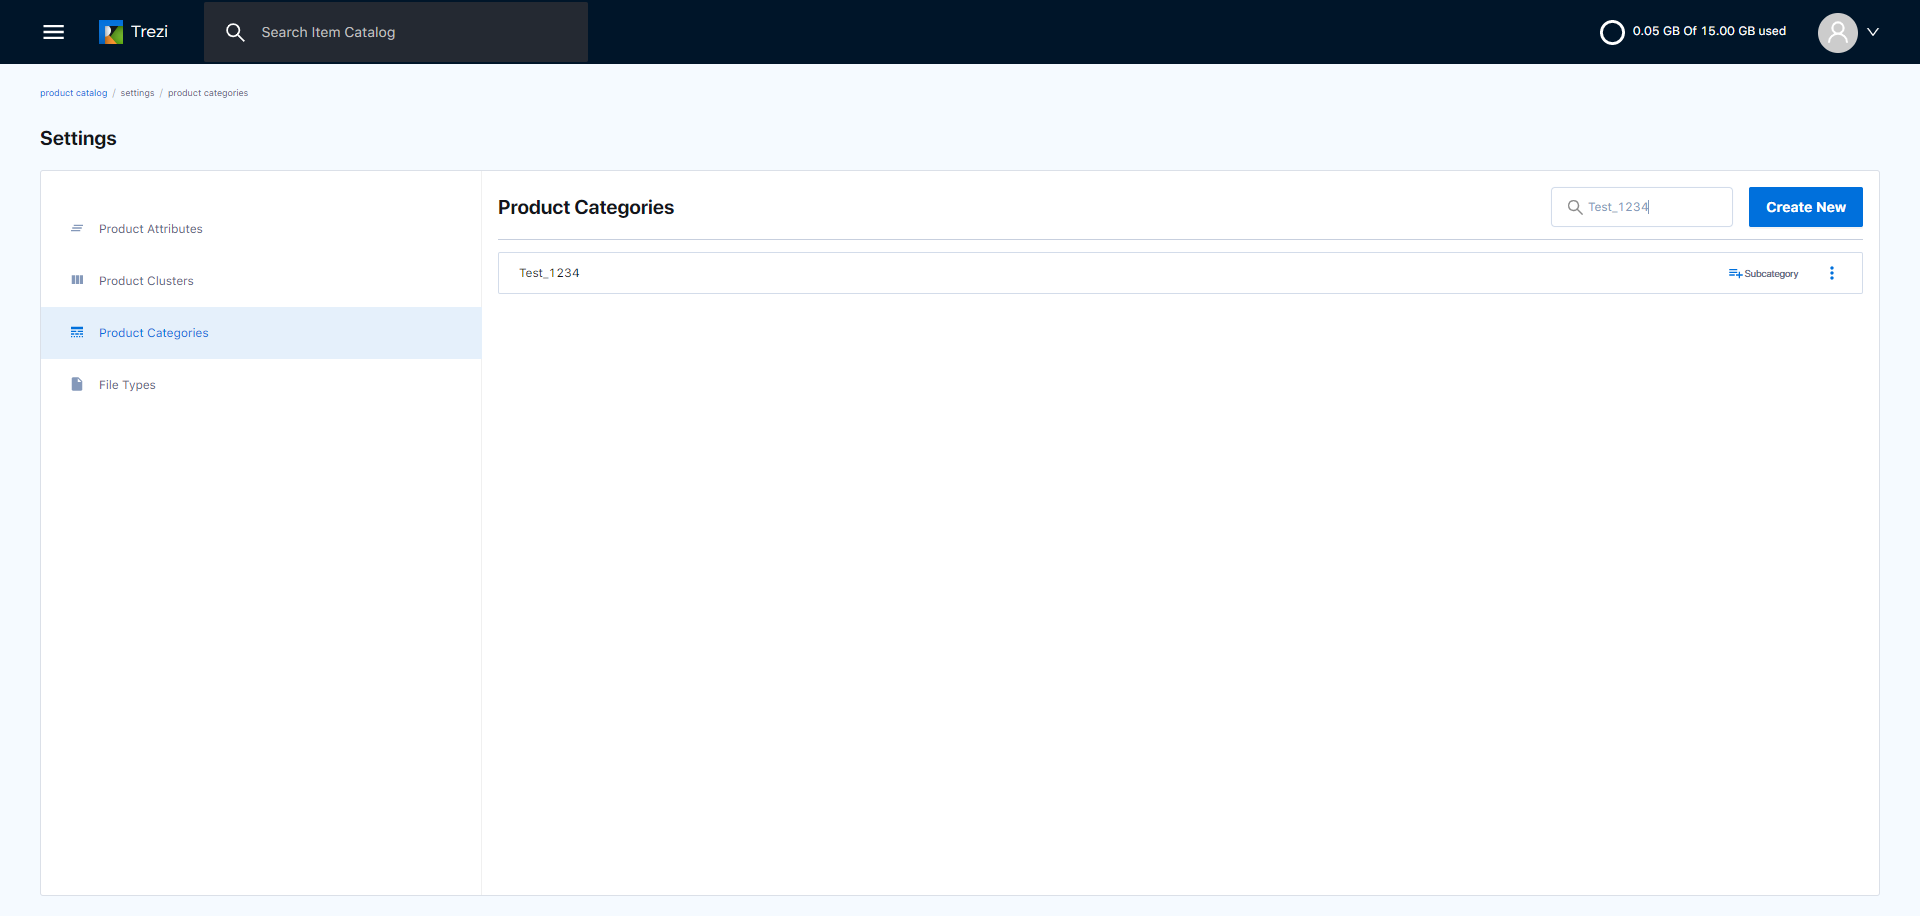 Trezi
Search Item Catalog
0.05 GB Of 15.00 GB used
product catalog / settings / product categories
Settings
Product Attributes
Product Clusters
Product Categories
File Types
Product Categories
Test_1234
Create New
Test_1234
Subcategory